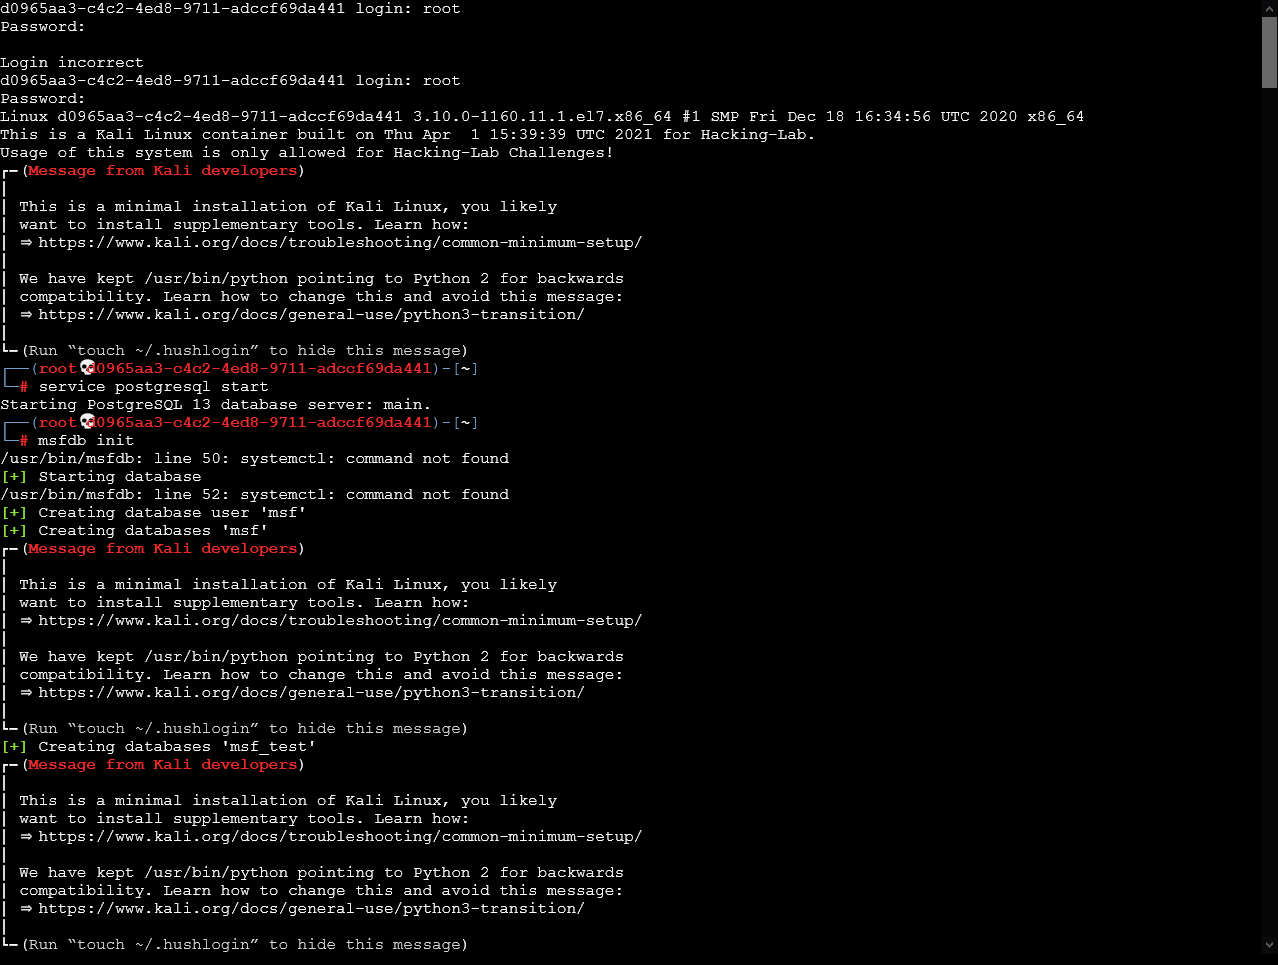 d0965aa3-c4c2-4ed8-9711-adccf69da441 login: root
Password:
Login incorrect
d0965aa3-c4c2-4ed8-9711-adccf69da441 login: root
Password:
Linux d0965aa3-c4c2-4ed8-9711-adccf69da441 3.10.0-1160.11.1.el7.x86_64 #1 SMP Fri Dec 18 16:34:56 UTC 2020 x86_64
This is a Kali Linux container built on Thu Apr  1 15:39:39 UTC 2021 for Hacking-Lab.
Usage of this system is only allowed for Hacking-Lab Challenges!
┏━(Message from Kali developers)
┃
┃ This is a minimal installation of Kali Linux, you likely
┃ want to install supplementary tools. Learn how:
┃ ⇒ https://www.kali.org/docs/troubleshooting/common-minimum-setup/
┃
┃ We have kept /usr/bin/python pointing to Python 2 for backwards
┃ compatibility. Learn how to change this and avoid this message:
┃ ⇒ https://www.kali.org/docs/general-use/python3-transition/
┃
┗━(Run “touch ~/.hushlogin” to hide this message)
┌──(root💀d0965aa3-c4c2-4ed8-9711-adccf69da441)-[~]
└─# service postgresql start
Starting PostgreSQL 13 database server: main.
┌──(root💀d0965aa3-c4c2-4ed8-9711-adccf69da441)-[~]
└─# msfdb init
/usr/bin/msfdb: line 50: systemctl: command not found
[+] Starting database
/usr/bin/msfdb: line 52: systemctl: command not found
[+] Creating database user 'msf'
[+] Creating databases 'msf'
┏━(Message from Kali developers)
┃
┃ This is a minimal installation of Kali Linux, you likely
┃ want to install supplementary tools. Learn how:
┃ ⇒ https://www.kali.org/docs/troubleshooting/common-minimum-setup/
┃
┃ We have kept /usr/bin/python pointing to Python 2 for backwards
┃ compatibility. Learn how to change this and avoid this message:
┃ ⇒ https://www.kali.org/docs/general-use/python3-transition/
┃
┗━(Run “touch ~/.hushlogin” to hide this message)
[+] Creating databases 'msf_test'
┏━(Message from Kali developers)
┃
┃ This is a minimal installation of Kali Linux, you likely
┃ want to install supplementary tools. Learn how:
┃ ⇒ https://www.kali.org/docs/troubleshooting/common-minimum-setup/
┃
┃ We have kept /usr/bin/python pointing to Python 2 for backwards
┃ compatibility. Learn how to change this and avoid this message:
┃ ⇒ https://www.kali.org/docs/general-use/python3-transition/
┃
┗━(Run “touch ~/.hushlogin” to hide this message)